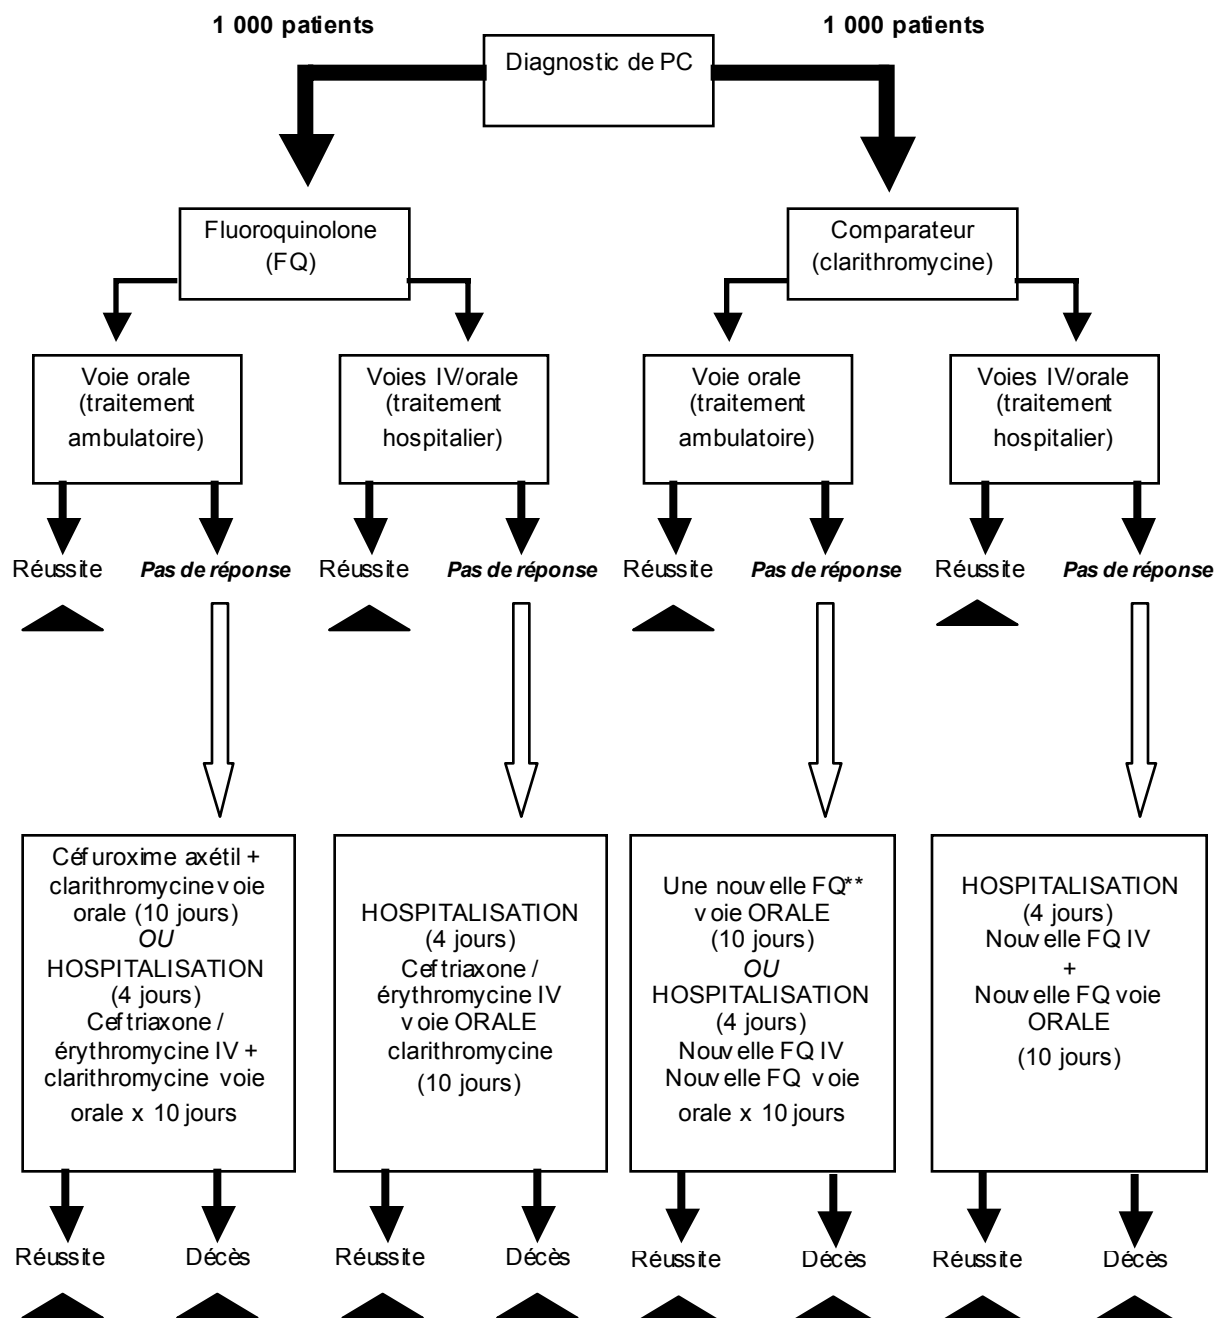 1 000 patients
1 000 patients
Diagnostic de PC
Fluoroquinolone
(FQ)
Comparateur
(clarithromycine)
Voie orale
(traitement
ambulatoire)
Voies IV/orale
(traitement
hospitalier)
Voie orale
(traitement
ambulatoire)
Voies IV/orale
(traitement
hospitalier)
Réussite
Pas de réponse
Réussite
Pas de réponse
Réussite
Pas de réponse
Réussite
Pas de réponse
Céfuroxime axétil +
clarithromycine voie
orale (10 jours)
OU
HOSPITALISATION
(4 jours)
Ceftriaxone /
érythromycine IV +
clarithromycine voie
orale x 10 jours
HOSPITALISATION
(4 jours)
Ceftriaxone /
érythromycine IV
voie ORALE
clarithromycine
(10 jours)
Une nouvelle FQ**
voie ORALE
(10 jours)
OU
HOSPITALISATION
(4 jours)
Nouvelle FQ IV
Nouvelle FQ voie
orale x 10 jours
HOSPITALISATION
(4 jours)
Nouvelle FQ IV
+
Nouvelle FQ voie
ORALE
(10 jours)
Réussite
Décès
Réussite
Décès
Réussite
Décès
Réussite
Décès